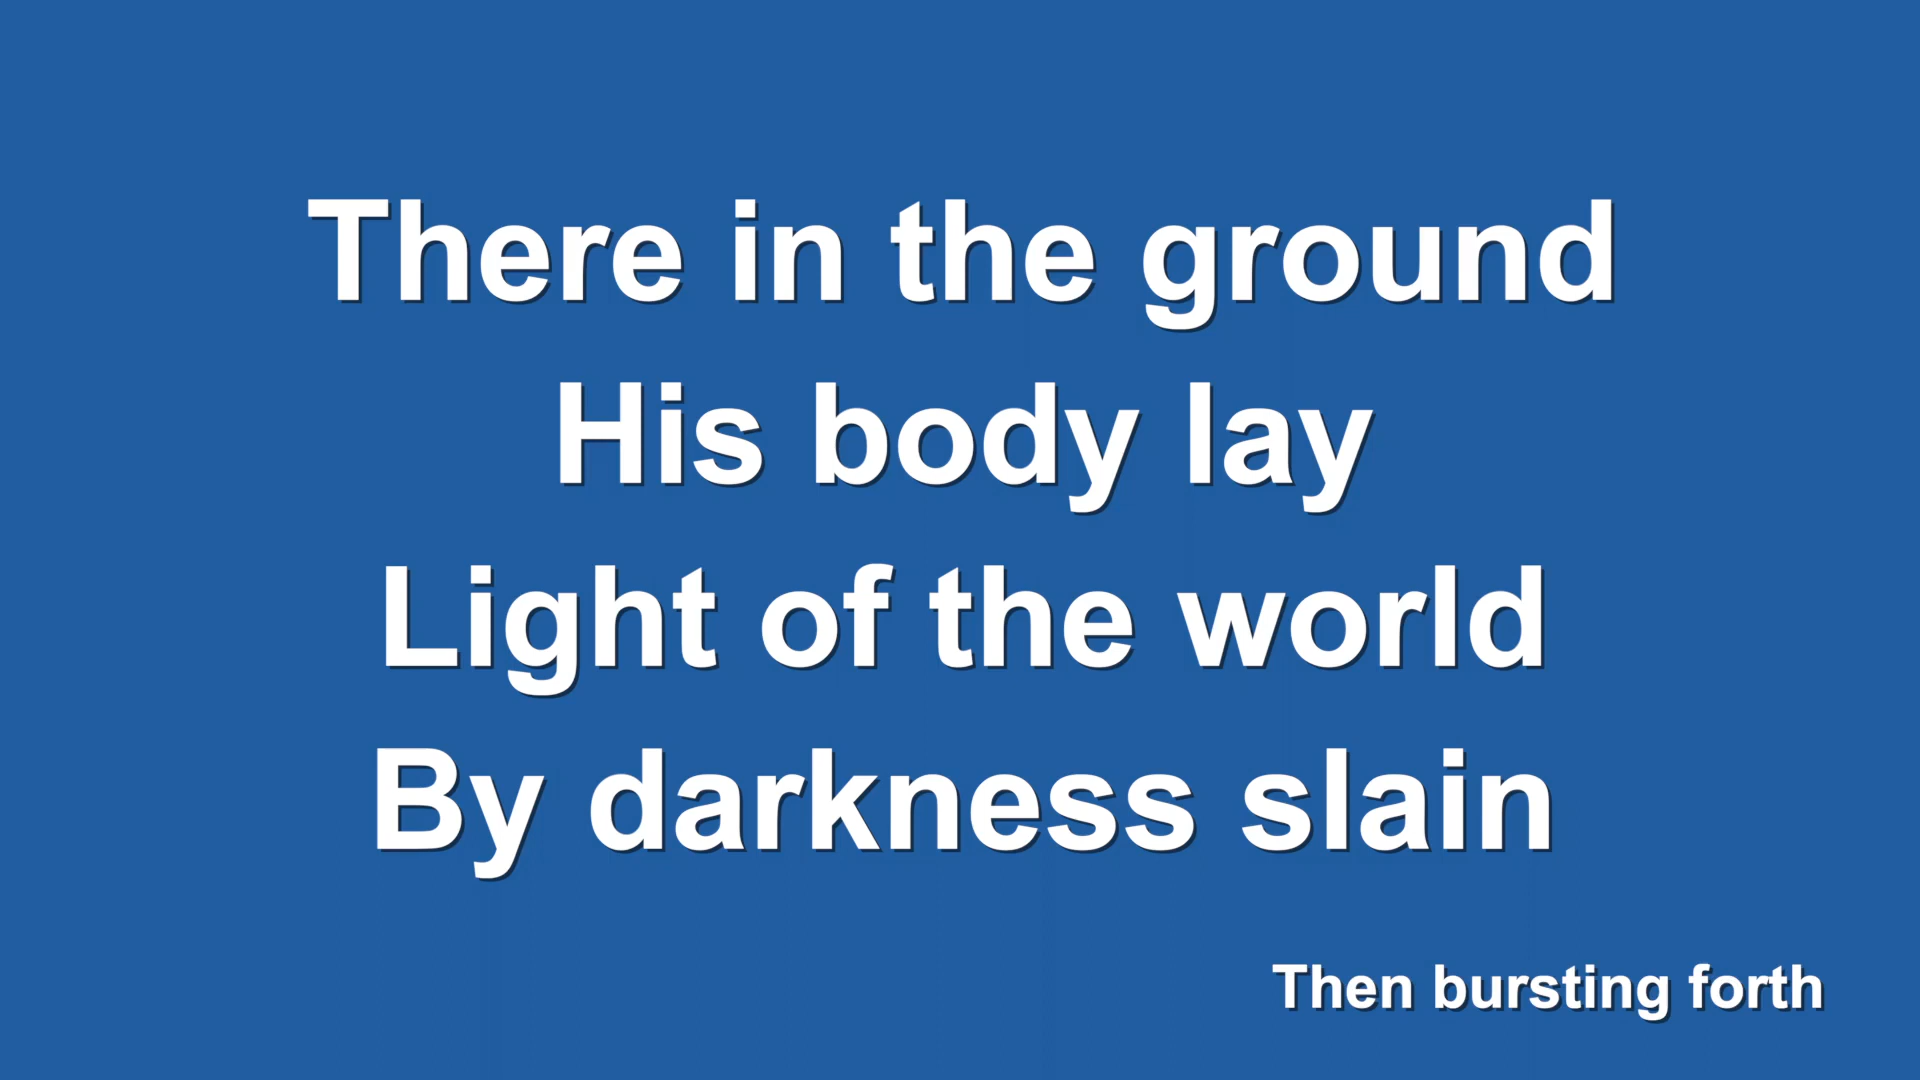 There in the ground
His body lay
Light of the world
By darkness slain
Then bursting forth